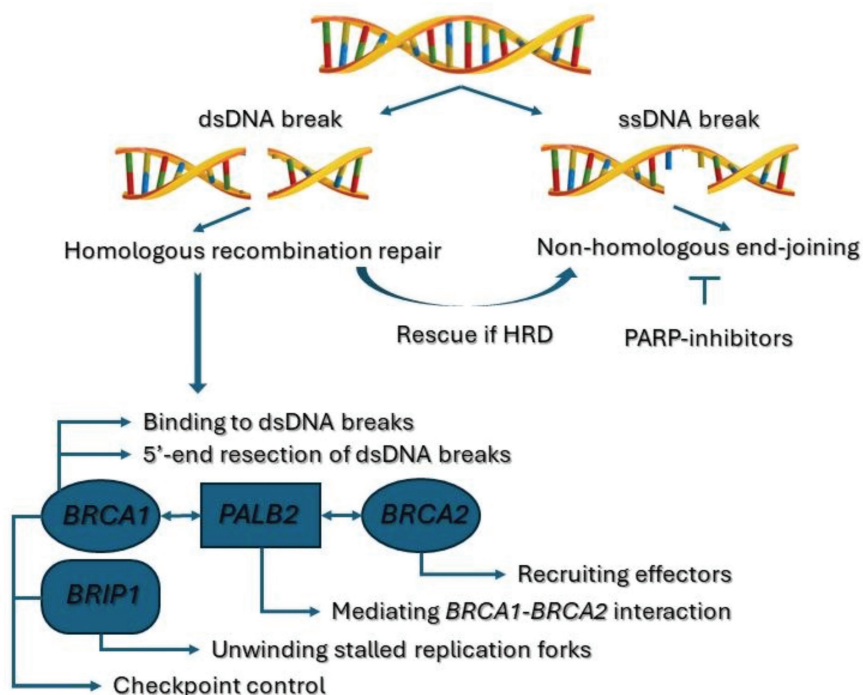 dsDNA break
ssDNA break
Homologous recombination repair
Non-homologous end-joining
Rescue if HRD
PARP-inhibitors
Binding to dsDNA breaks
5’-end resection of dsDNA breaks
BRCA1
PALB2
BRCA2
Recruiting effectors
BRIP1
Mediating BRCA1-BRCA2 interaction
Unwinding stalled replication forks
Checkpoint control